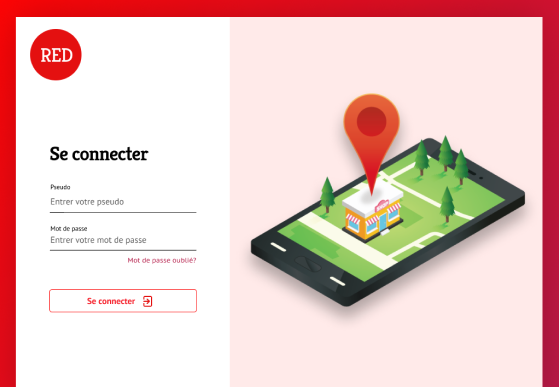 RED
Se connecter
Pseudo
Entrer votre pseudo
Mot de passe
Entrer votre mot de passe
Mot de passe oublié?
Se connecter